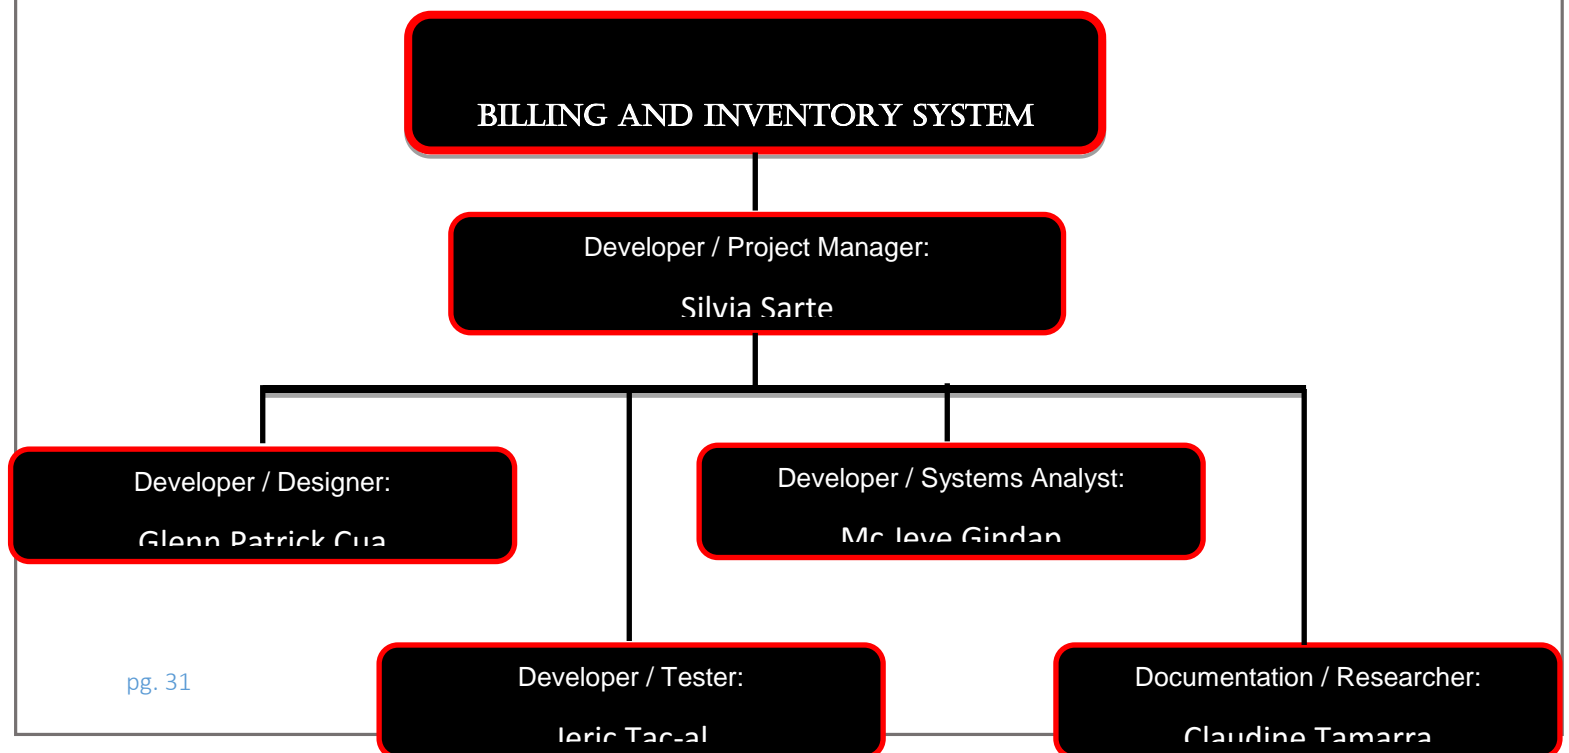 BILLING AND INVENTORY SYSTEM
Developer / Project Manager:
Silvia Sarte
Developer / Designer:
Glenn Patrick Cua
Developer / Systems Analyst:
Mc Jeve Gindap
Developer / Tester:
Jeric Tac-al
Documentation / Researcher:
Claudine Tamarra
pg. 31